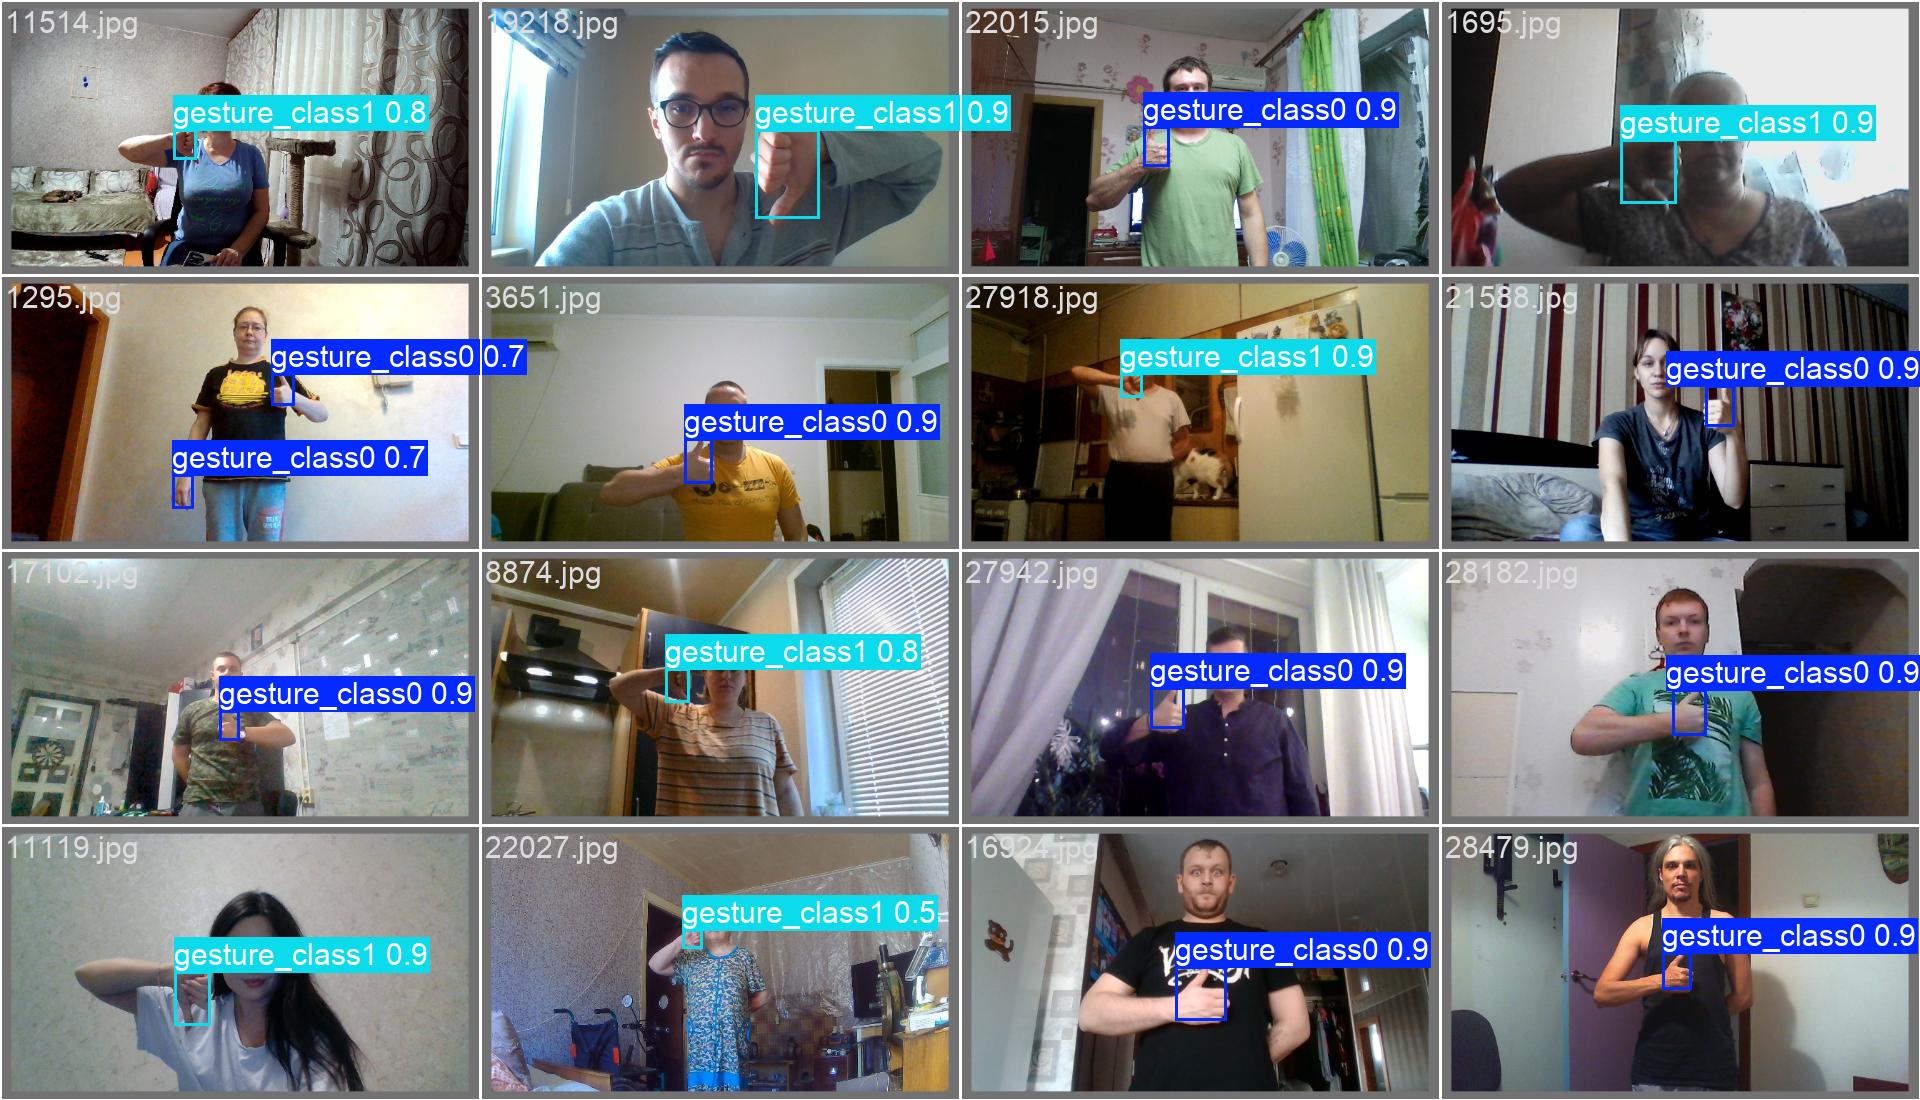 11514.jpg
gesture_class1 0.8
19218.jpg
gesture_class1 0.9
22015.jpg
gesture_class0 0.9
1695.jpg
gesture_class1 0.9
1295.jpg
gesture_class0 0.7
gesture_class0 0.7
3651.jpg
gesture_class0 0.9
27918.jpg
gesture_class1 0.9
21588.jpg
gesture_class0 0.9
17102.jpg
gesture_class0 0.9
8874.jpg
gesture_class1 0.8
27942.jpg
gesture_class0 0.9
28182.jpg
gesture_class0 0.9
11119.jpg
gesture_class1 0.9
22027.jpg
gesture_class1 0.5
16924.jpg
gesture_class0 0.9
28479.jpg
gesture_class0 0.9